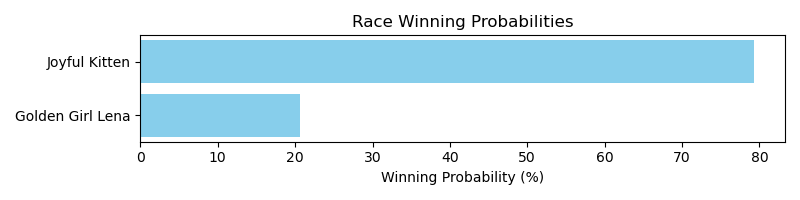 Race Winning Probabilities
Joyful Kitten
Golden Girl Lena
0 10 20 30 40 50 60 70 80
Winning Probability (%)